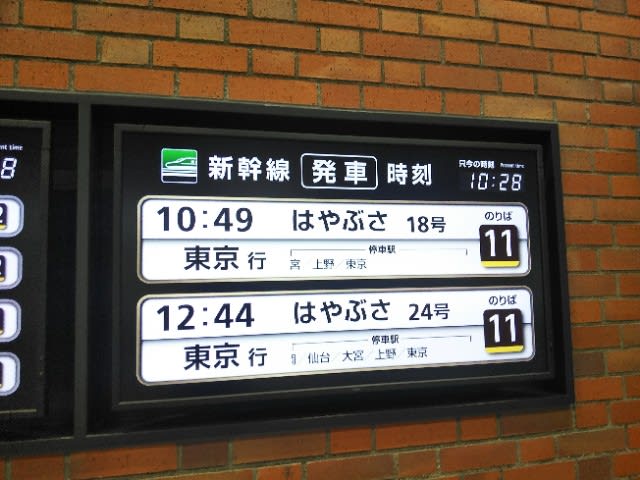 新幹線 発車 時刻
只今の時刻 Present time
10:28
10:49 はやぶさ 18号
のりば
11
東京行
停車駅
宮 上野/東京
12:44 はやぶさ 24号
のりば
11
東京行
停車駅
仙台/大宮/上野/東京